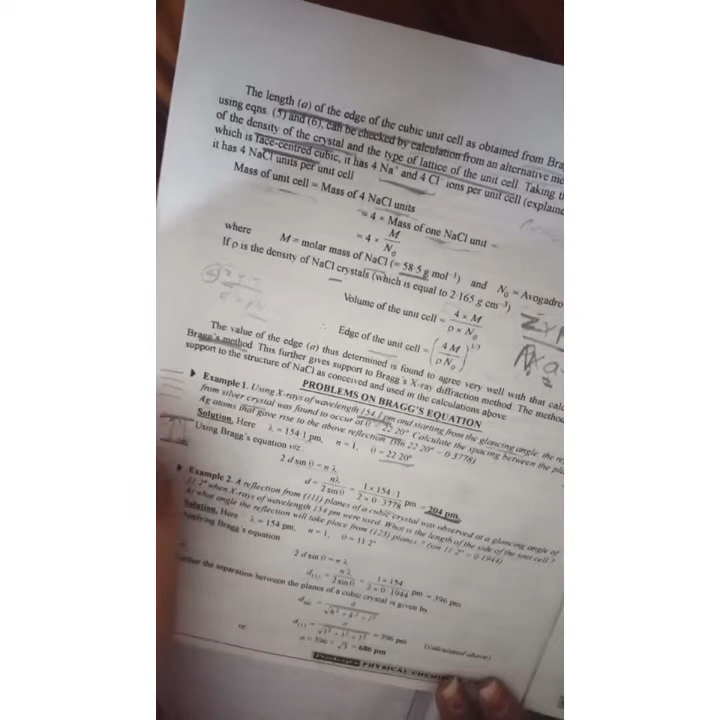 The length (a) of the edge of the cubic unit cell as obtained from
using eqns. (5) and (6), can be checked by calculation from an alternative
of the density of the crystal and the type of lattice of the unit cell Taking
which is face-centred cubic, it has 4 Na⁺ and 4 Cl⁻ ions per unit cell
it has 4 NaCl units per unit cell
Mass of unit cell = Mass of 4 NaCl units
= 4 × Mass of one NaCl unit
= 4 × M/N₀
where M = molar mass of NaCl (= 58·5 g mol⁻¹) and N₀ = Avogadro
If ρ is the density of NaCl crystals (which is equal to 2·165 g cm⁻³)
Volume of the unit cell = 4 × M / ρ × N₀
∴ Edge of the unit cell = (4 M / ρ N₀)^1/3
The value of the edge (a) thus determined is found to agree very well with that
Bragg's method This further gives support to Bragg's X-ray diffraction method The method
support to the structure of NaCl as conceived and used in the calculations above
PROBLEMS ON BRAGG'S EQUATION
Example 1. Using X-rays of wavelength 154·1 pm and starting from the glancing angle, the
from silver crystal was found to occur at θ = 22·20° Calculate the spacing between the
Ag atoms that gave rise to the above reflection (sin 22·20° = 0·3778)
Solution. Here λ = 154·1 pm, n = 1, θ = 22·20°
Using Bragg's equation viz
2 d sin θ = n λ
d = nλ / 2 sin θ = 1 × 154·1 / 2 × 0·3778 pm = 204 pm.
Example 2. A reflection from (111) planes of a cubic crystal was observed at a glancing angle of
11·2° when X-rays of wavelength 154 pm were used. What is the length of the side of the unit cell ?
At what angle the reflection will take place from (123) planes ? (sin 11·2° = 0·1944)
Solution. Here λ = 154 pm, n = 1, θ = 11·2°
Applying Bragg's equation
2 d sin θ = n λ
d₁₁₁ = n λ / 2 sin θ = 1 × 154 / 2 × 0·1944 pm = 396 pm
the separation between the planes of a cubic crystal is given by
d = a / √h² + k² + l²
d₁₁₁ = a / √1² + 1² + 1² = 396 pm
or a = 396 × √3 = 686 pm (calculated above)
PHYSICAL